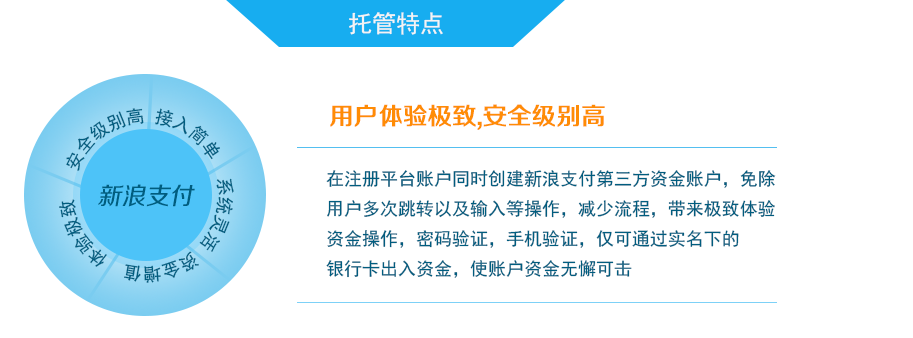 托管特点
安全级别高
接入简单
系统灵活
资金增值
体验极致
新浪支付
用户体验极致,安全级别高
在注册平台账户同时创建新浪支付第三方资金账户，免除
用户多次跳转以及输入等操作，减少流程，带来极致体验
资金操作，密码验证，手机验证，仅可通过实名下的
银行卡出入资金，使账户资金无懈可击